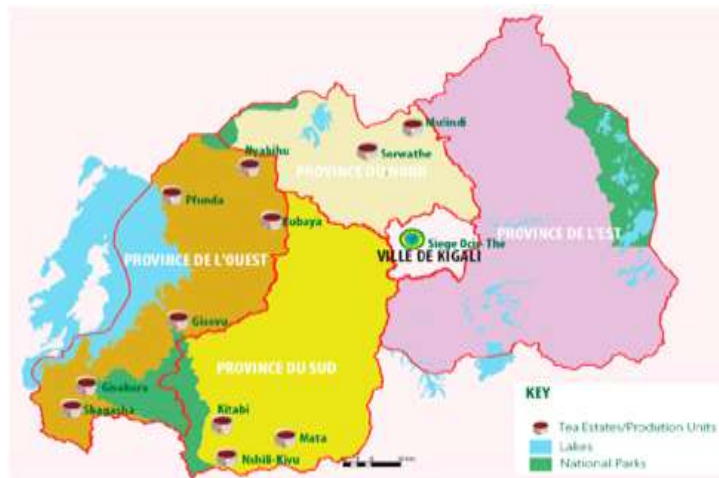 Mulindi
Sorwathe
Nyabihu
PROVINCE DU NORD
Pfunda
Rubaya
Siege Ocir-The
PROVINCE DE L'EST
VILLE DE KIGALI
PROVINCE DE L'OUEST
Gisovu
PROVINCE DU SUD
Gisakura
Shagasha
Kitabi
Mata
Nshili-Kivu
KEY
Tea Estates/Prodution Units
Lakes
National Parks